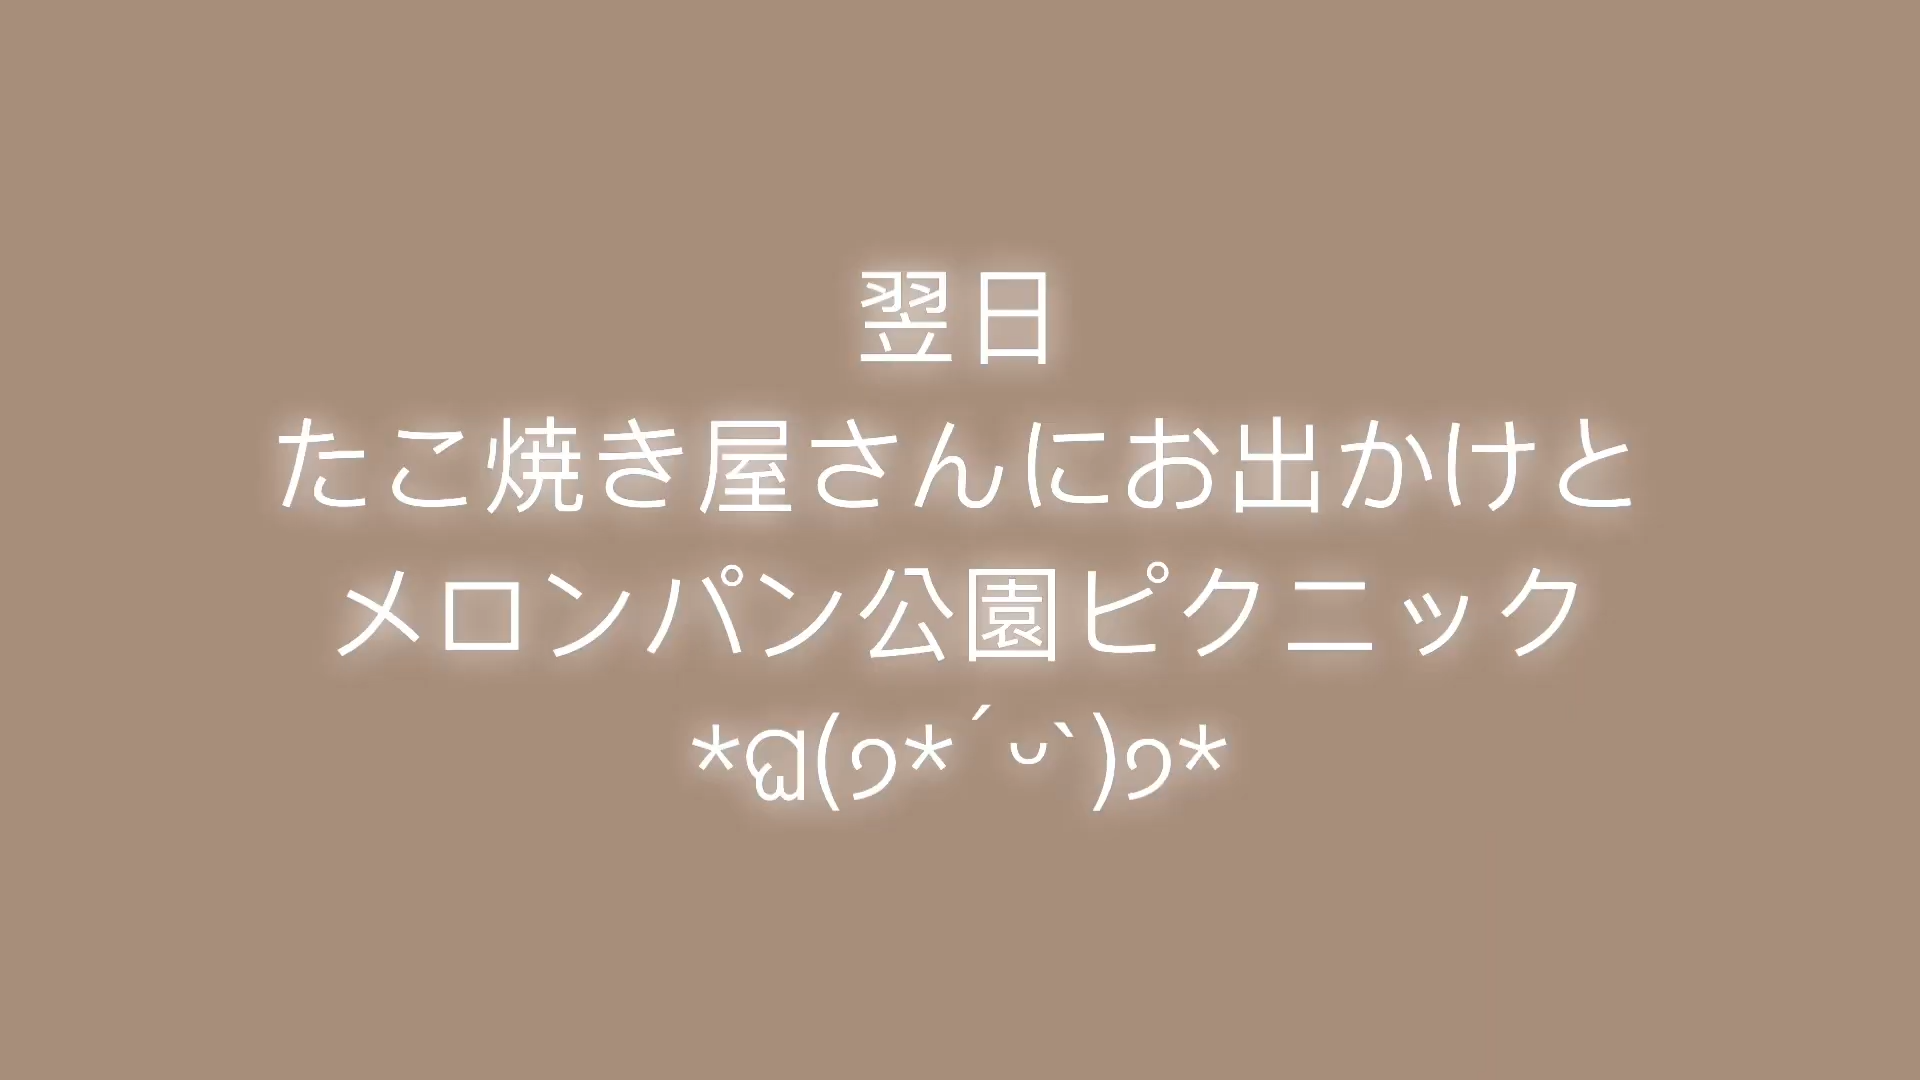 翌日
たこ焼き屋さんにお出かけと
メロンパン公園ピクニック
*ดู(੭*ˊᵕˋ)੭*